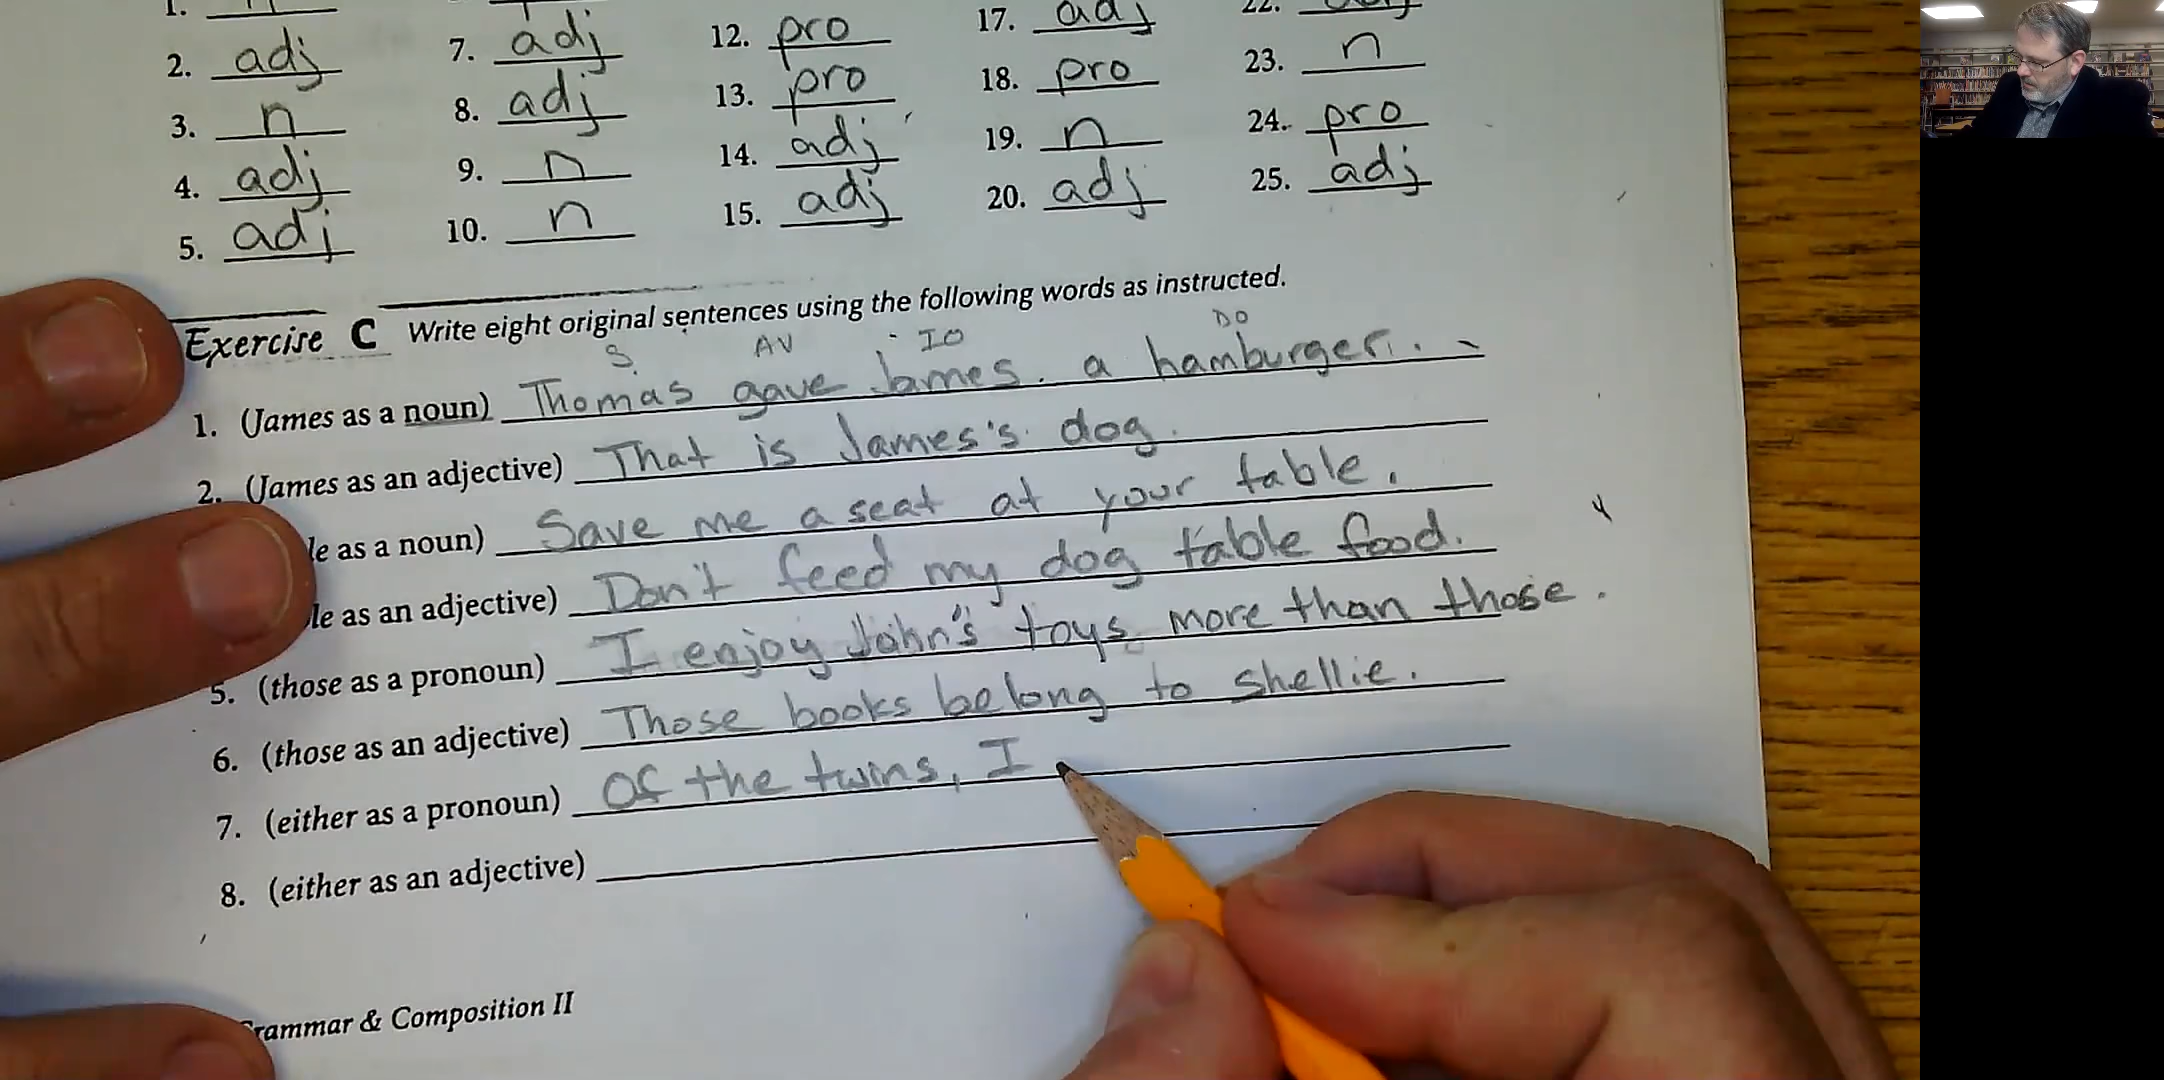 1. n 17. adj 22.
2. adj 7. adj 12. pro 18. pro 23. n
3. n 8. adj 13. pro 19. n 24. pro
4. adj 9. n 14. adj 20. adj 25. adj
5. adj 10. n 15. adj
Exercise C Write eight original sentences using the following words as instructed.
S. AV IO DO
1. (James as a noun) Thomas gave James a hamburger.
2. (James as an adjective) That is James's dog.
le as a noun) Save me a seat at your table.
le as an adjective) Don't feed my dog table food.
5. (those as a pronoun) I enjoy John's toys more than those.
6. (those as an adjective) Those books belong to shellie.
7. (either as a pronoun) Of the twins, I
8. (either as an adjective)
Grammar & Composition II